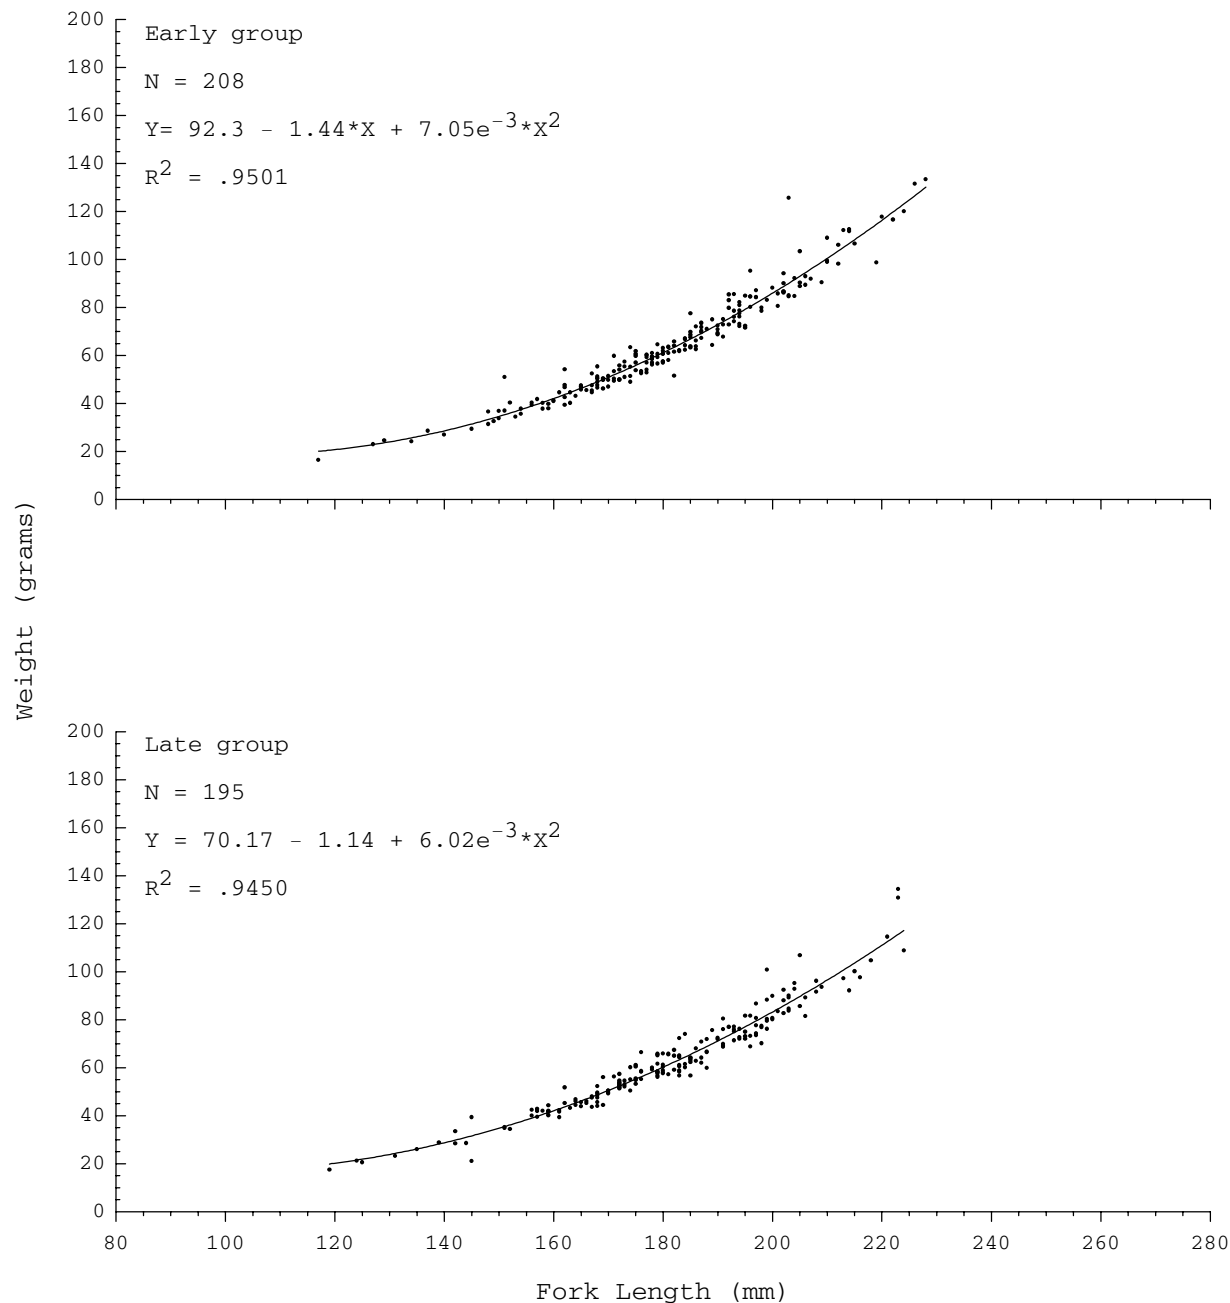 200
Early group
180
N = 208
160
Y= 92.3 - 1.44*X + 7.05e⁻³*X²
140
R² = .9501
120
100
80
60
40
20
0
Weight (grams)
200
Late group
180
N = 195
160
Y = 70.17 - 1.14 + 6.02e⁻³*X²
140
R² = .9450
120
100
80
60
40
20
0
80 100 120 140 160 180 200 220 240 260 280
Fork Length (mm)